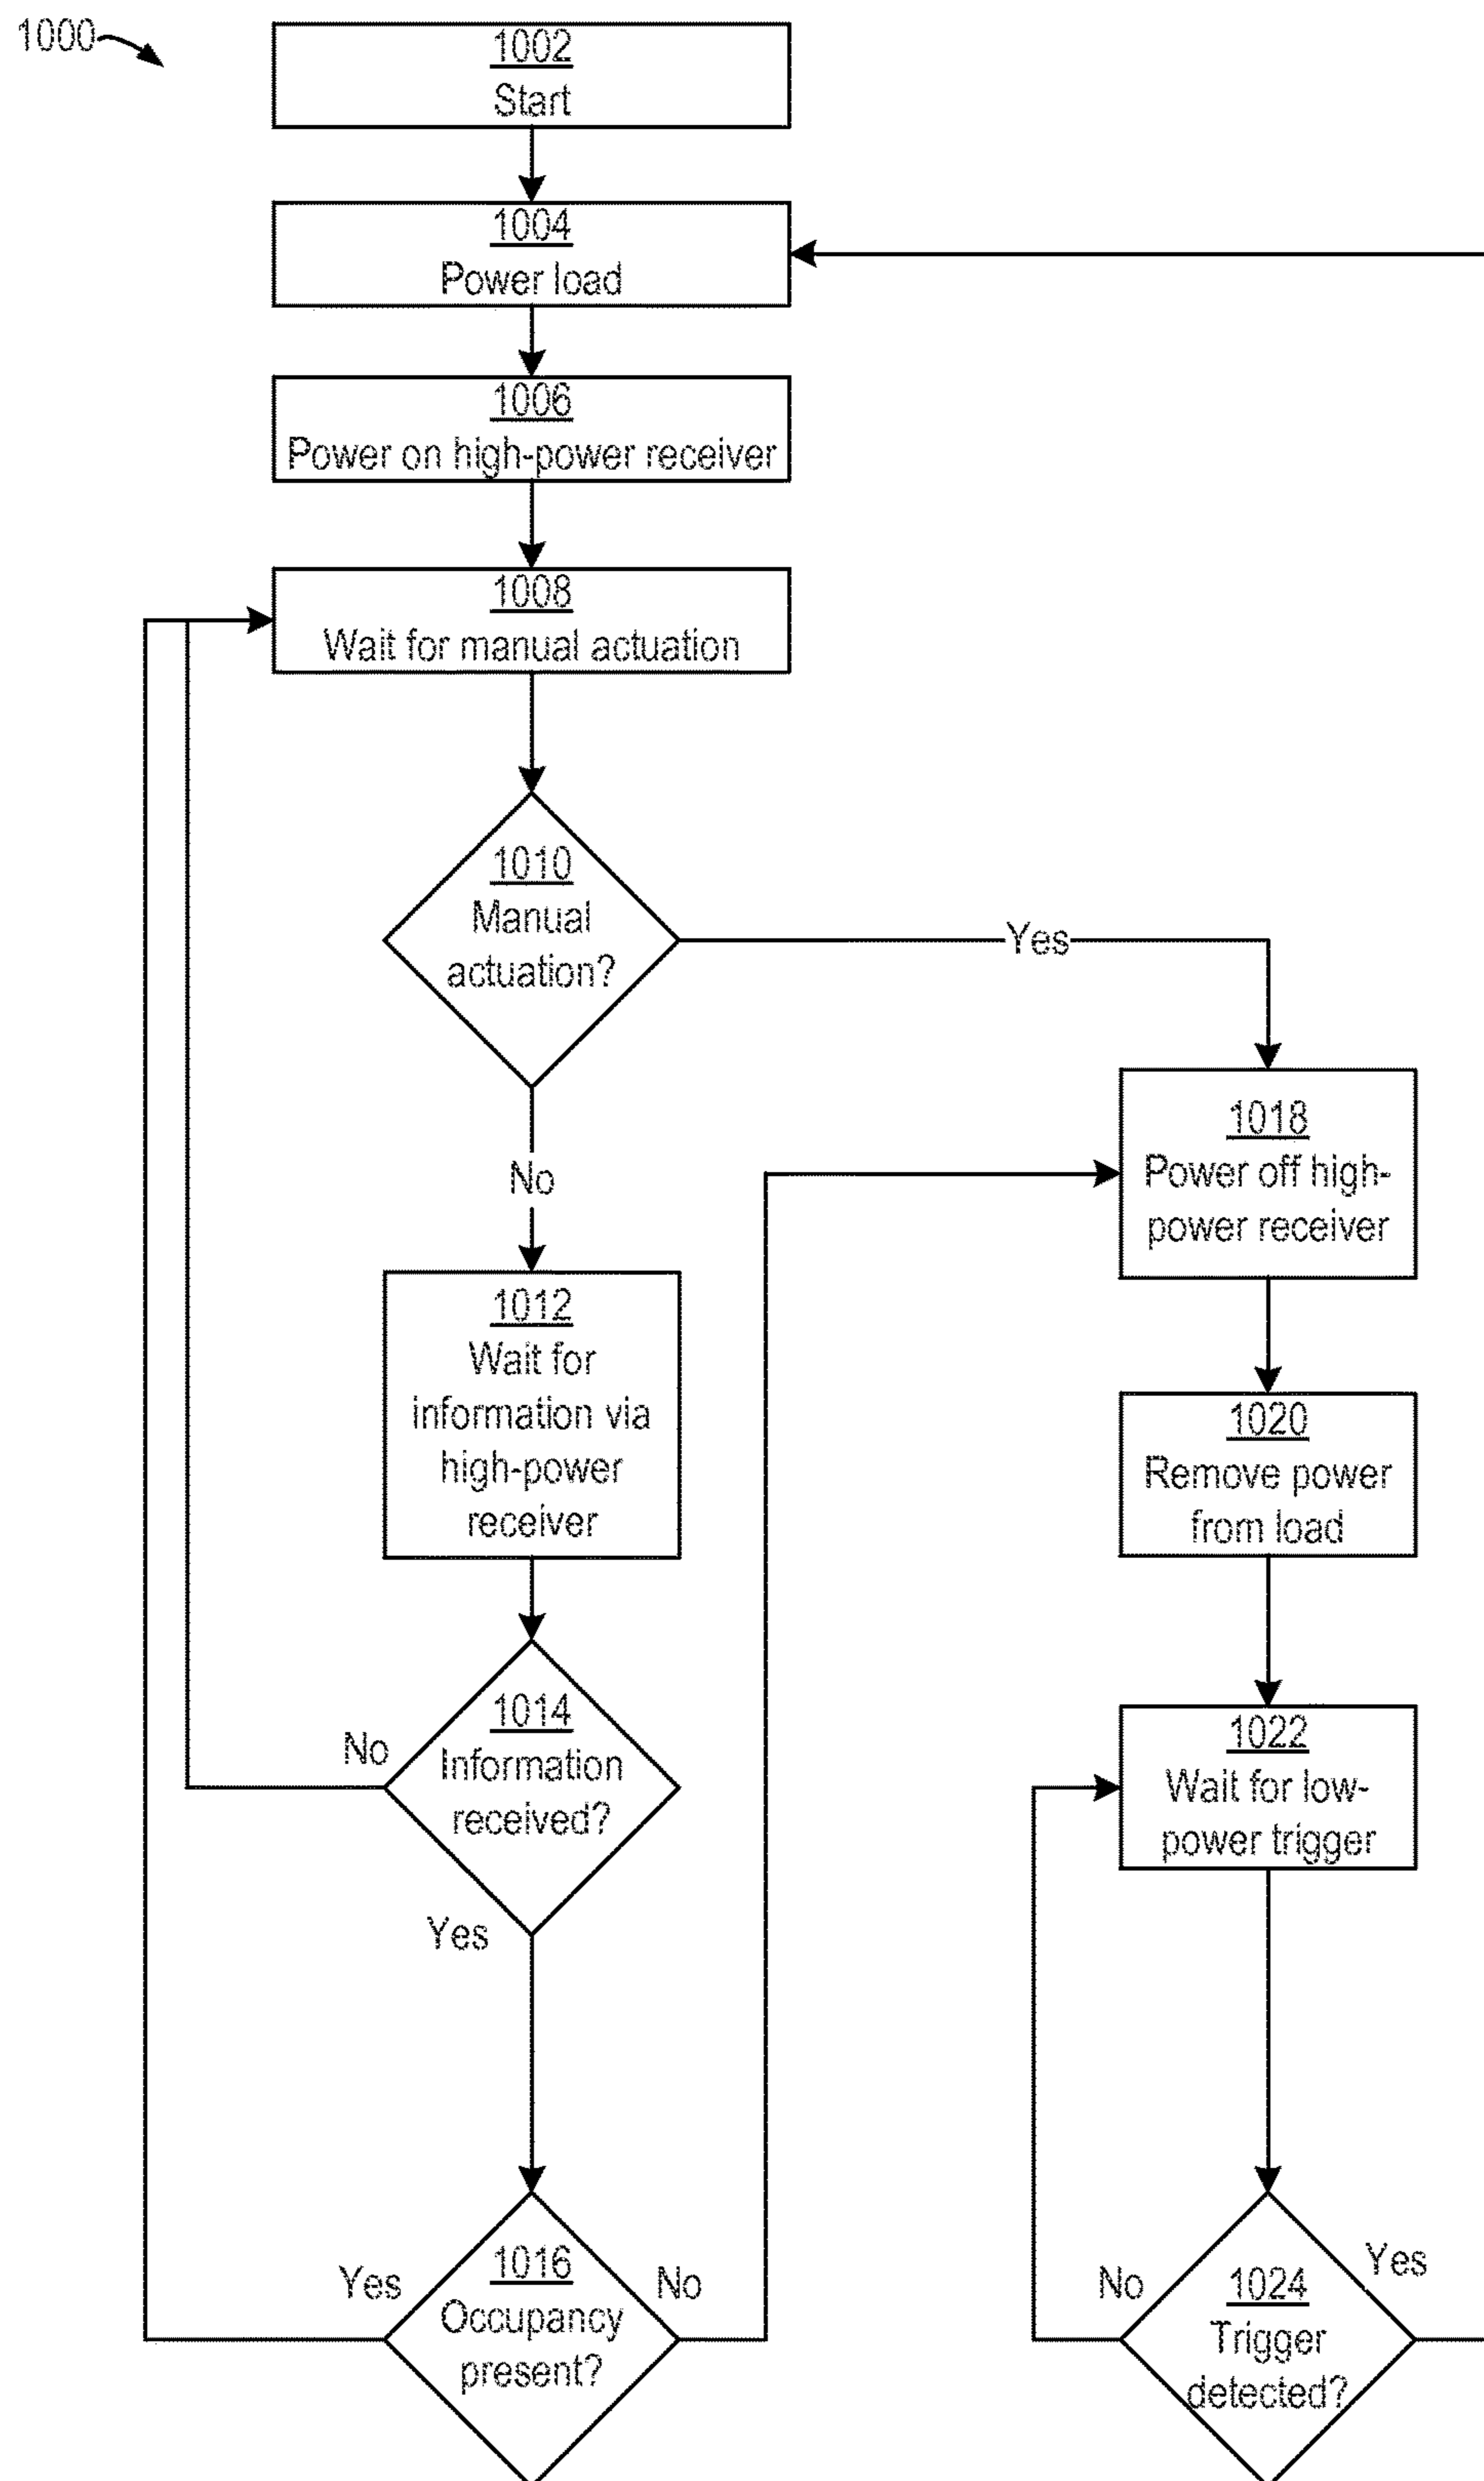 1000
1002
Start
1004
Power load
1006
Power on high-power receiver
1008
Wait for manual actuation
1010
Manual
actuation?
Yes
No
1012
Wait for
information via
high-power
receiver
1014
Information
received?
No
Yes
1016
Occupancy
present?
Yes
No
1018
Power off high-
power receiver
1020
Remove power
from load
1022
Wait for low-
power trigger
1024
Trigger
detected?
No
Yes